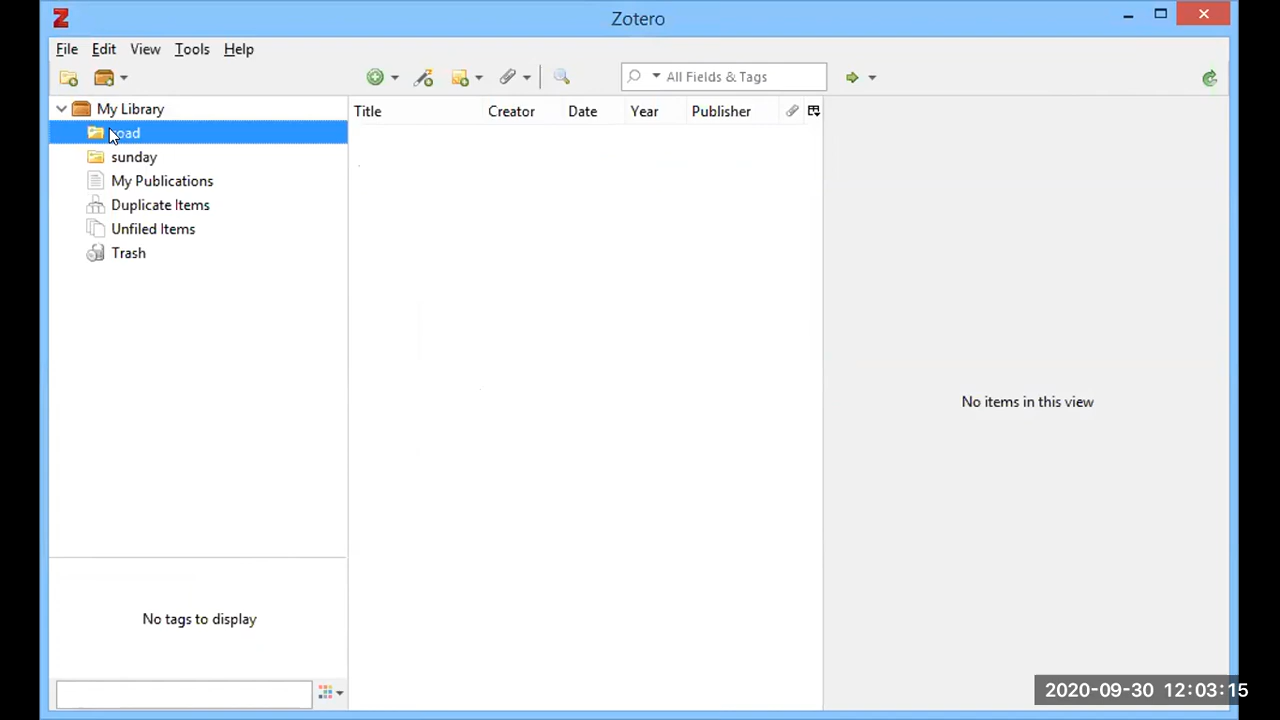 Z Zotero
File Edit View Tools Help
All Fields & Tags
My Library
Title Creator Date Year Publisher
sunday
My Publications
Duplicate Items
Unfiled Items
Trash
No items in this view
No tags to display
2020-09-30 12:03:15